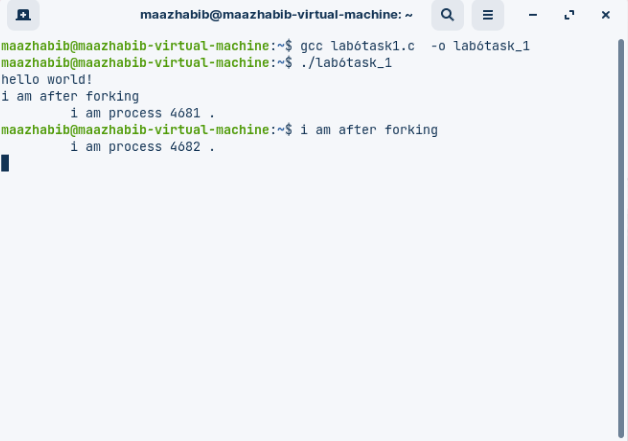 maazhabib@maazhabib-virtual-machine: ~
maazhabib@maazhabib-virtual-machine:~$ gcc lab6task1.c  -o lab6task_1
maazhabib@maazhabib-virtual-machine:~$ ./lab6task_1
hello world!
i am after forking
         i am process 4681 .
maazhabib@maazhabib-virtual-machine:~$ i am after forking
         i am process 4682 .